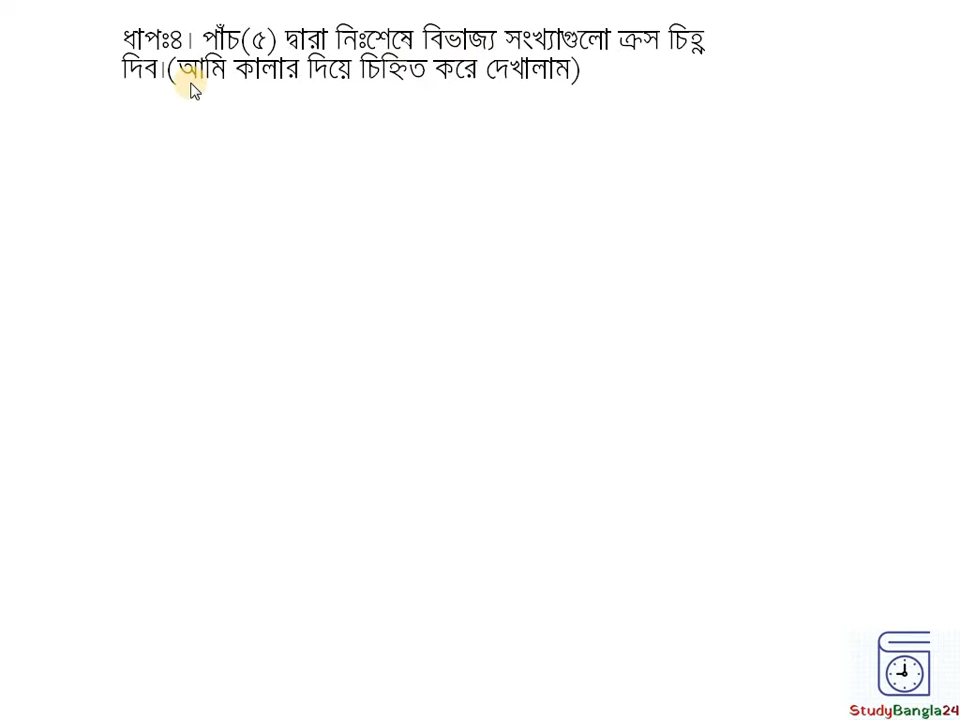 ধাপঃ৪। পাঁচ(৫) দ্বারা নিঃশেষে বিভাজ্য সংখ্যাগুলো ক্রস চিহ্ণ
দিব।(আমি কালার দিয়ে চিহ্নিত করে দেখালাম)
StudyBangla24